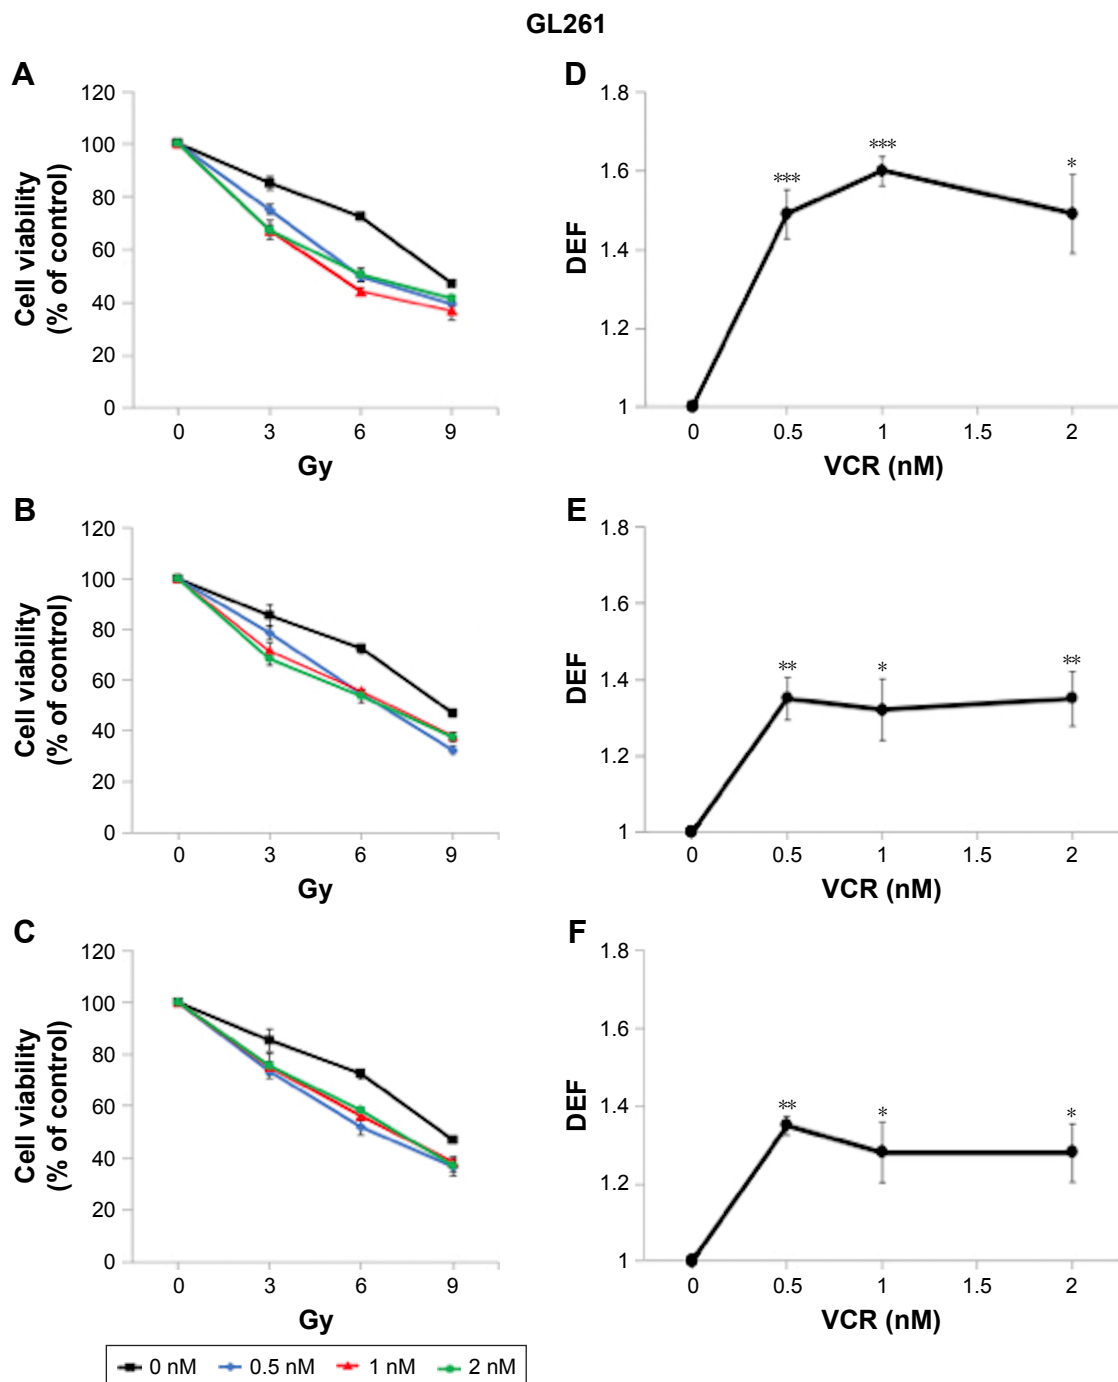 GL261
A
120
100
80
60
40
20
0
Cell viability
(% of control)
0 3 6 9
Gy
D
1.8
1.6
1.4
1.2
1
DEF
*** *** *
0 0.5 1 1.5 2
VCR (nM)
B
120
100
80
60
40
20
0
Cell viability
(% of control)
0 3 6 9
Gy
E
1.8
1.6
1.4
1.2
1
DEF
** * **
0 0.5 1 1.5 2
VCR (nM)
C
120
100
80
60
40
20
0
Cell viability
(% of control)
0 3 6 9
Gy
F
1.8
1.6
1.4
1.2
1
DEF
** * *
0 0.5 1 1.5 2
VCR (nM)
0 nM 0.5 nM 1 nM 2 nM